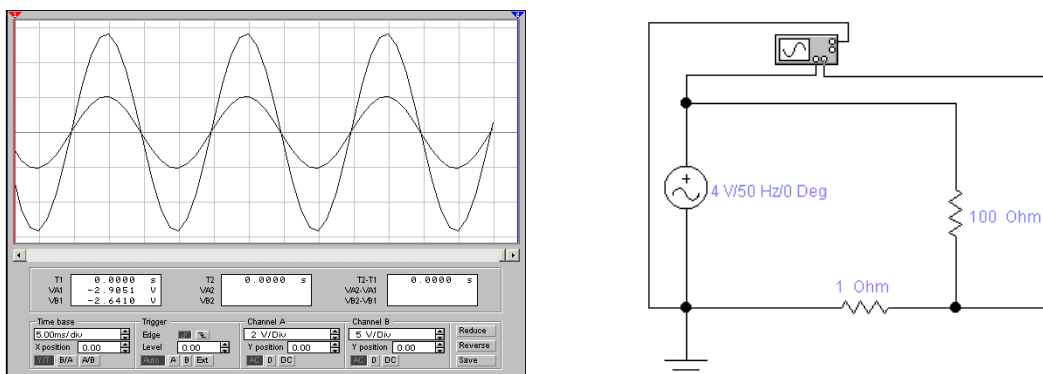 1 2
T1 0.0000 s T2 0.0000 s T2-T1 0.0000 s
VA1 -2.9051 V VA2 VA2-VA1
VB1 -2.6410 V VB2 VB2-VB1
Time base Trigger Channel A Channel B
5.00ms/div Edge 2 V/Div 5 V/Div Reduce
X position 0.00 Level 0.00 Y position 0.00 Y position 0.00 Reverse
Y/T B/A A/B Auto A B Ext AC 0 DC AC 0 DC Save
4 V/50 Hz/0 Deg
100 Ohm
1 Ohm